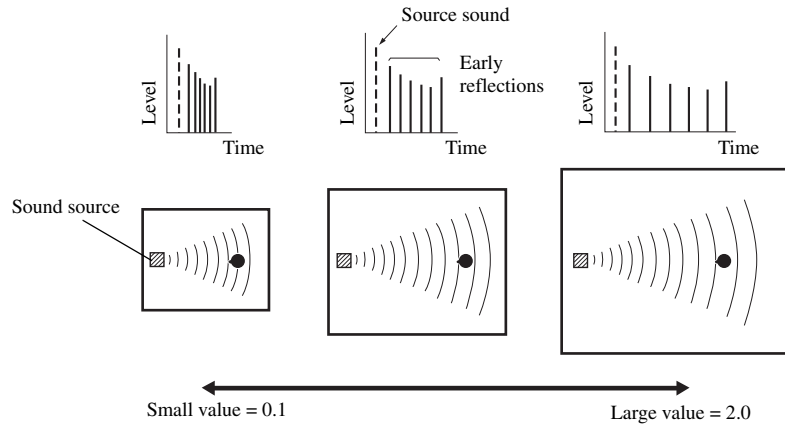 Source sound
Level
Time
Level
Early
reflections
Time
Level
Time
Sound source
Small value = 0.1
Large value = 2.0